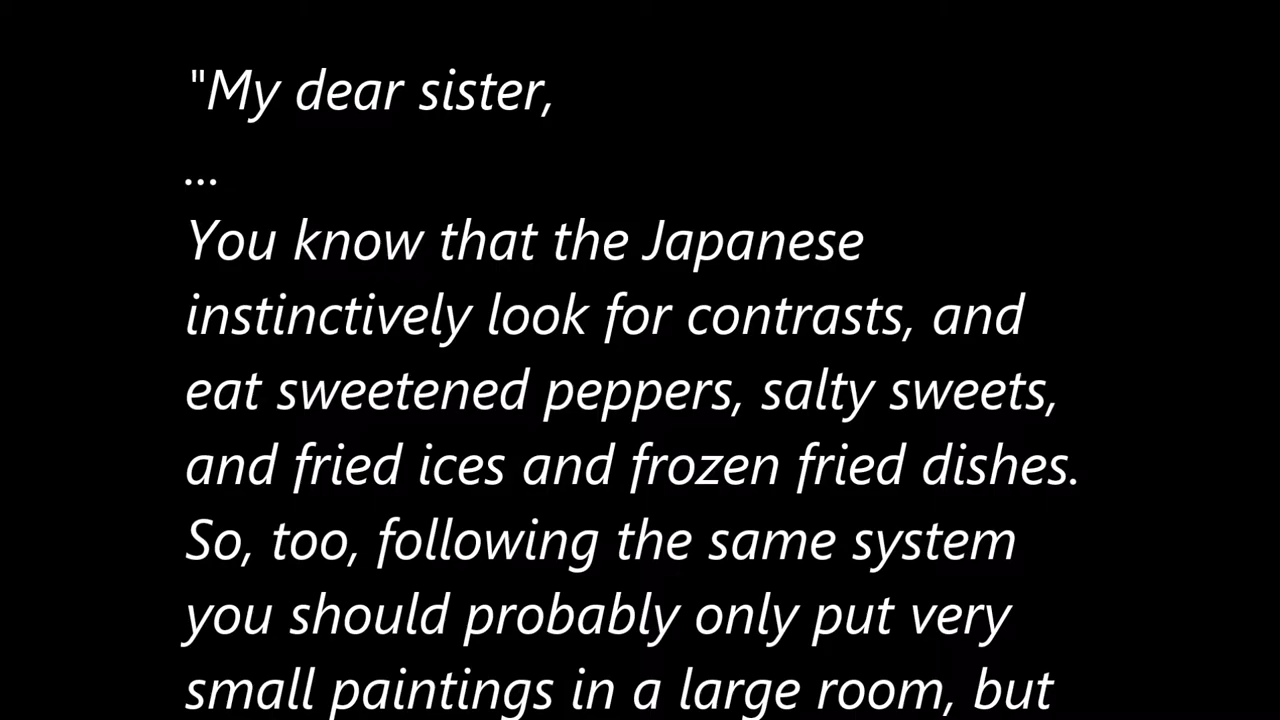 "My dear sister,
...
You know that the Japanese
instinctively look for contrasts, and
eat sweetened peppers, salty sweets,
and fried ices and frozen fried dishes.
So, too, following the same system
you should probably only put very
small paintings in a large room, but